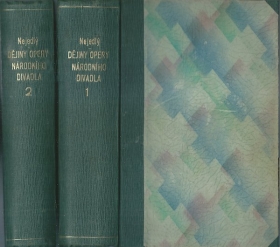 Nejedlý
DĚJINY OPERY
NÁRODNÍHO
DIVADLA
2
Nejedlý
DĚJINY OPERY
NÁRODNÍHO
DIVADLA
1